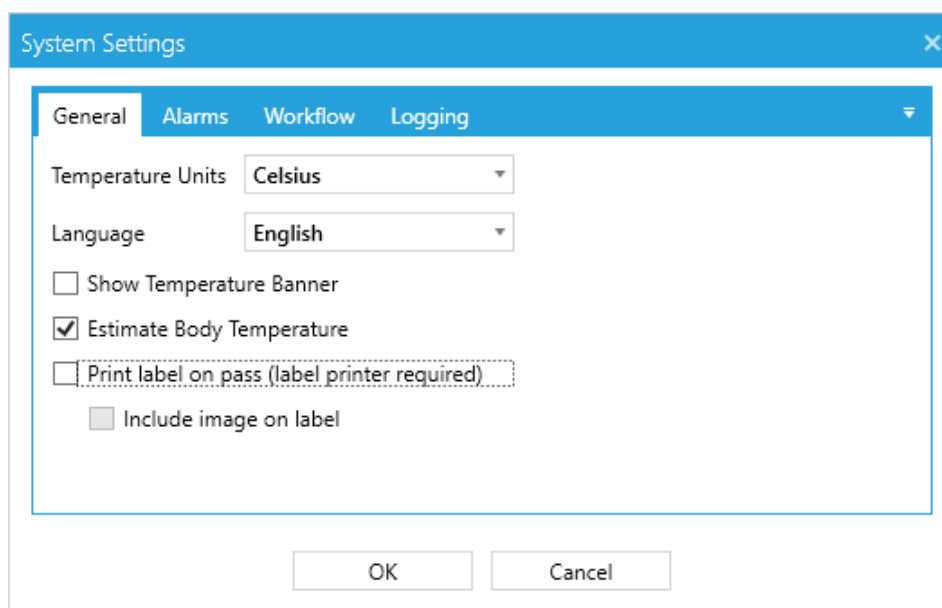 System Settings
General Alarms Workflow Logging
Temperature Units Celsius
Language English
Show Temperature Banner
Estimate Body Temperature
Print label on pass (label printer required)
Include image on label
OK Cancel